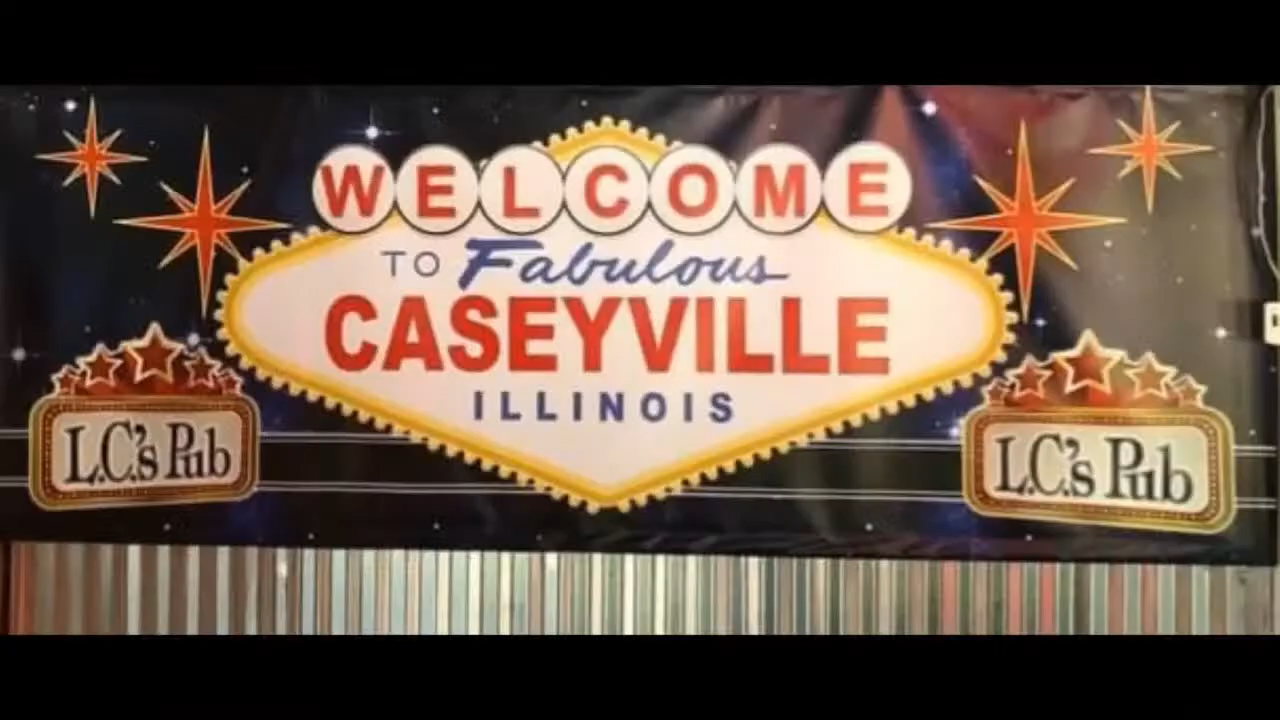 WELCOME
TO Fabulous
CASEYVILLE
ILLINOIS
L.C.'s Pub
L.C.'s Pub